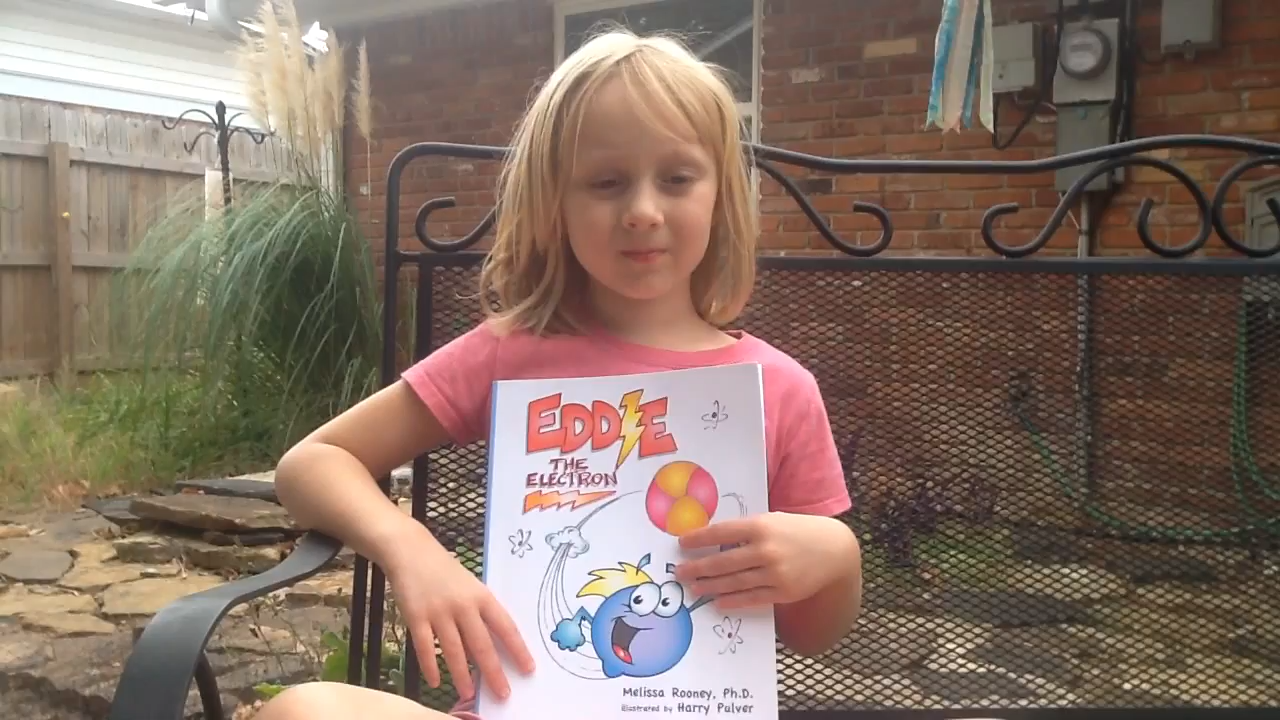 EDDIE
THE
ELECTRON
Melissa Rooney, Ph.D.
Illustrated by Harry Pulver